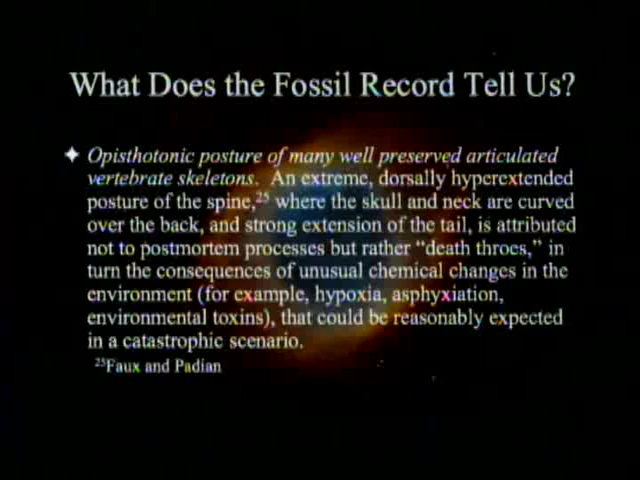 What Does the Fossil Record Tell Us?
✦ Opisthotonic posture of many well preserved articulated
vertebrate skeletons. An extreme, dorsally hyperextended
posture of the spine,²⁵ where the skull and neck are curved
over the back, and strong extension of the tail, is attributed
not to postmortem processes but rather “death throes,” in
turn the consequences of unusual chemical changes in the
environment (for example, hypoxia, asphyxiation,
environmental toxins), that could be reasonably expected
in a catastrophic scenario.
²⁵Faux and Padian